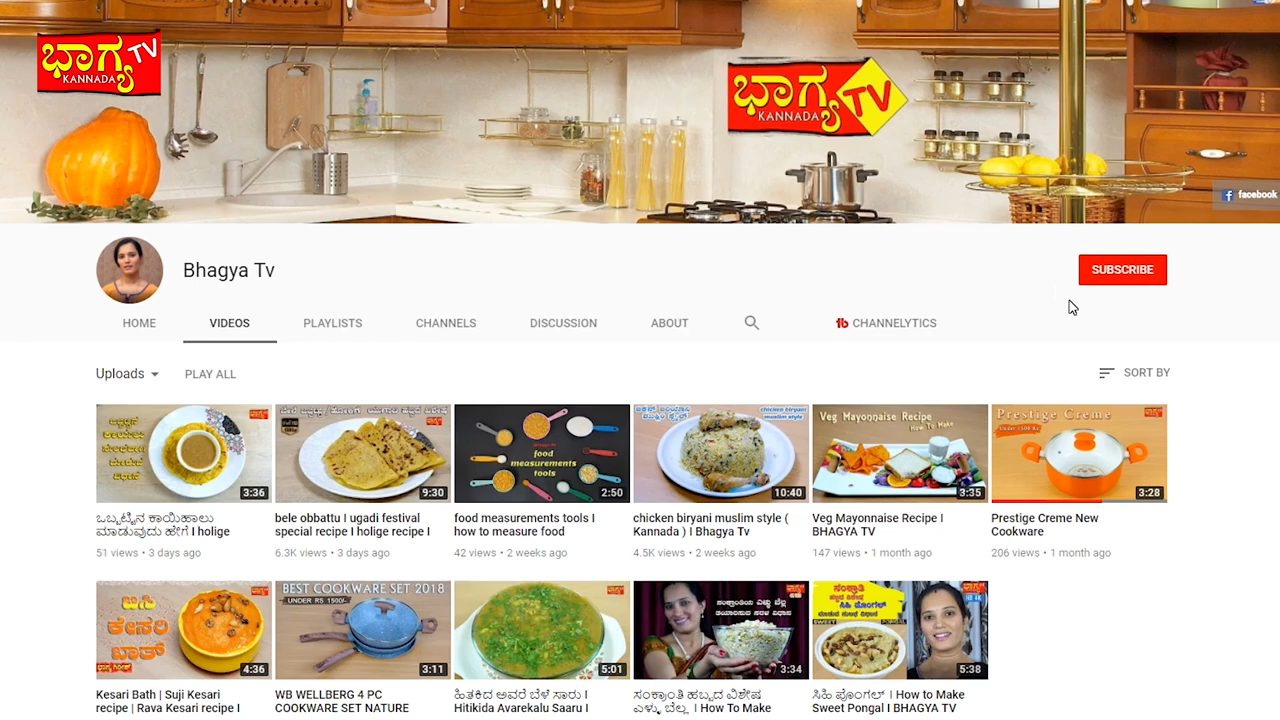 ಭಾಗ್ಯ TV
KANNADA
ಭಾಗ್ಯ TV
KANNADA
facebook
Bhagya Tv
SUBSCRIBE
HOME VIDEOS PLAYLISTS CHANNELS DISCUSSION ABOUT CHANNELYTICS
Uploads PLAY ALL SORT BY
3:36
9:30
food
measurements
tools
2:50
chicken biryani
muslim style
10:40
Veg Mayonnaise Recipe
How To Make
3:35
Prestige Creme
3:28
ಒಬ್ಬಟ್ಟಿನ ಕಾಯಿಹಾಲು
ಮಾಡುವುದು ಹೇಗೆ I holige
51 views • 3 days ago
bele obbattu I ugadi festival
special recipe I holige recipe I
6.3K views • 3 days ago
food measurements tools I
how to measure food
42 views • 2 weeks ago
chicken biryani muslim style (
Kannada ) I Bhagya Tv
4.5K views • 2 weeks ago
Veg Mayonnaise Recipe I
BHAGYA TV
147 views • 1 month ago
Prestige Creme New
Cookware
206 views • 1 month ago
ಬಿಸಿ
ಕೇಸರಿ
ಬಾತ್
4:36
BEST COOKWARE SET 2018
UNDER RS 1500/-
3:11
5:01
ಸಂಕ್ರಾಂತಿಯ ಎಳ್ಳು ಬೆಲ್ಲ
ತಯಾರಿಸುವ ಸರಳ ವಿಧಾನ
3:34
ಸಂಕ್ರಾಂತಿ
ಸಿಹಿ ಪೊಂಗಲ್
SWEET
5:38
Kesari Bath | Suji Kesari
recipe | Rava Kesari recipe I
WB WELLBERG 4 PC
COOKWARE SET NATURE
ಹಿತಕಿದ ಅವರೆ ಬೆಳೆ ಸಾರು I
Hitikida Avarekalu Saaru I
ಸಂಕ್ರಾಂತಿ ಹಬ್ಬದ ವಿಶೇಷ
ಎಳ್ಳು ಬೆಲ್ಲ I How To Make
ಸಿಹಿ ಪೊಂಗಲ್ I How to Make
Sweet Pongal I BHAGYA TV